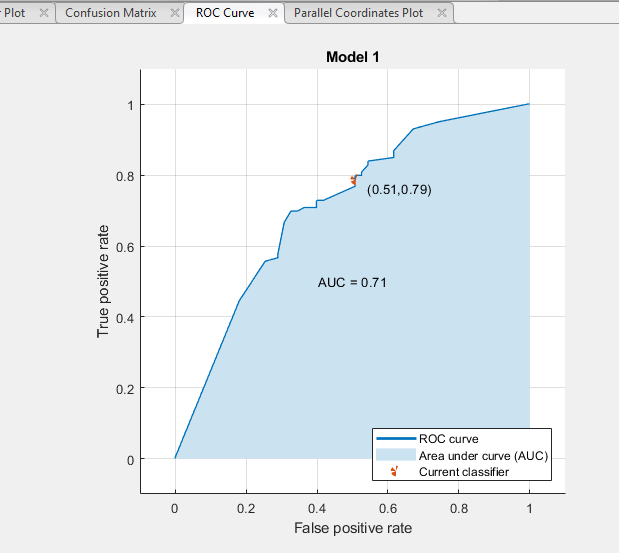 r Plot Confusion Matrix ROC Curve Parallel Coordinates Plot
Model 1
1
0.8
0.6
0.4
0.2
0
True positive rate
(0.51,0.79)
AUC = 0.71
ROC curve
Area under curve (AUC)
Current classifier
0 0.2 0.4 0.6 0.8 1
False positive rate